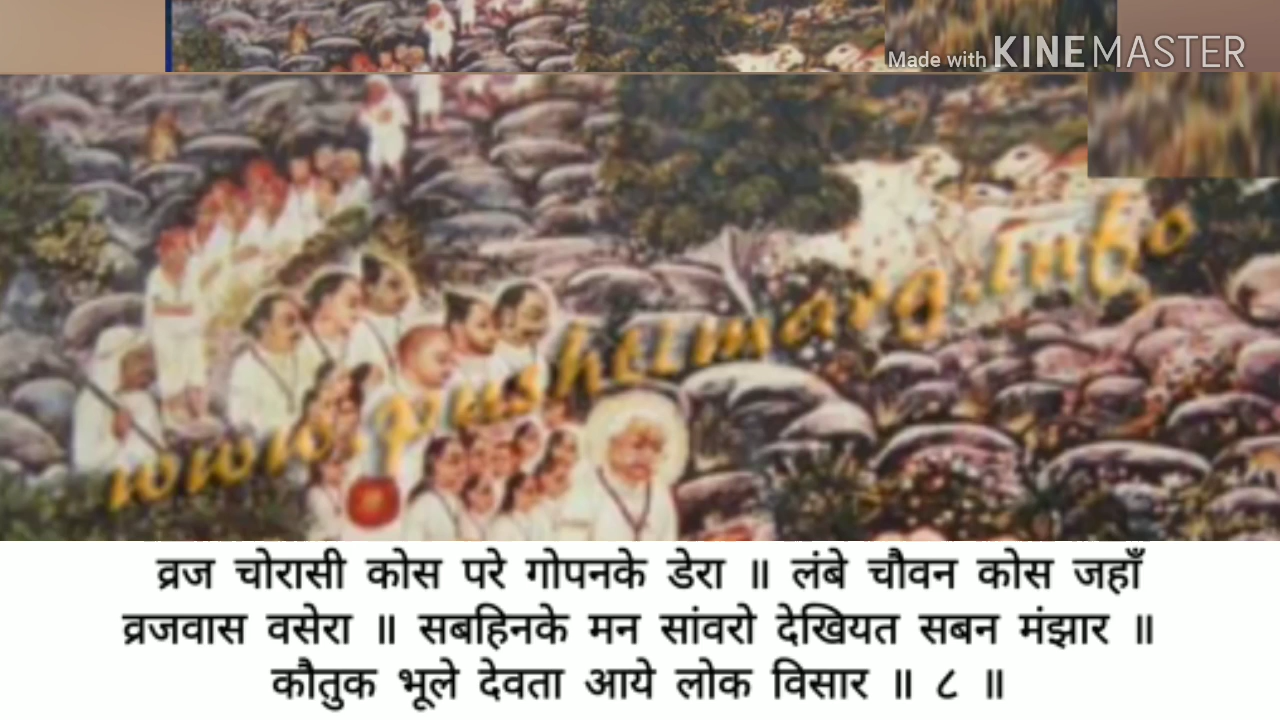 Made with KINEMASTER
www.pushtimarg.info
व्रज चोरासी कोस परे गोपनके डेरा ॥ लंबे चौवन कोस जहाँ
व्रजवास वसेरा ॥ सबहिनके मन सांवरो देखियत सबन मंझार ॥
कौतुक भूले देवता आये लोक विसार ॥ ८ ॥